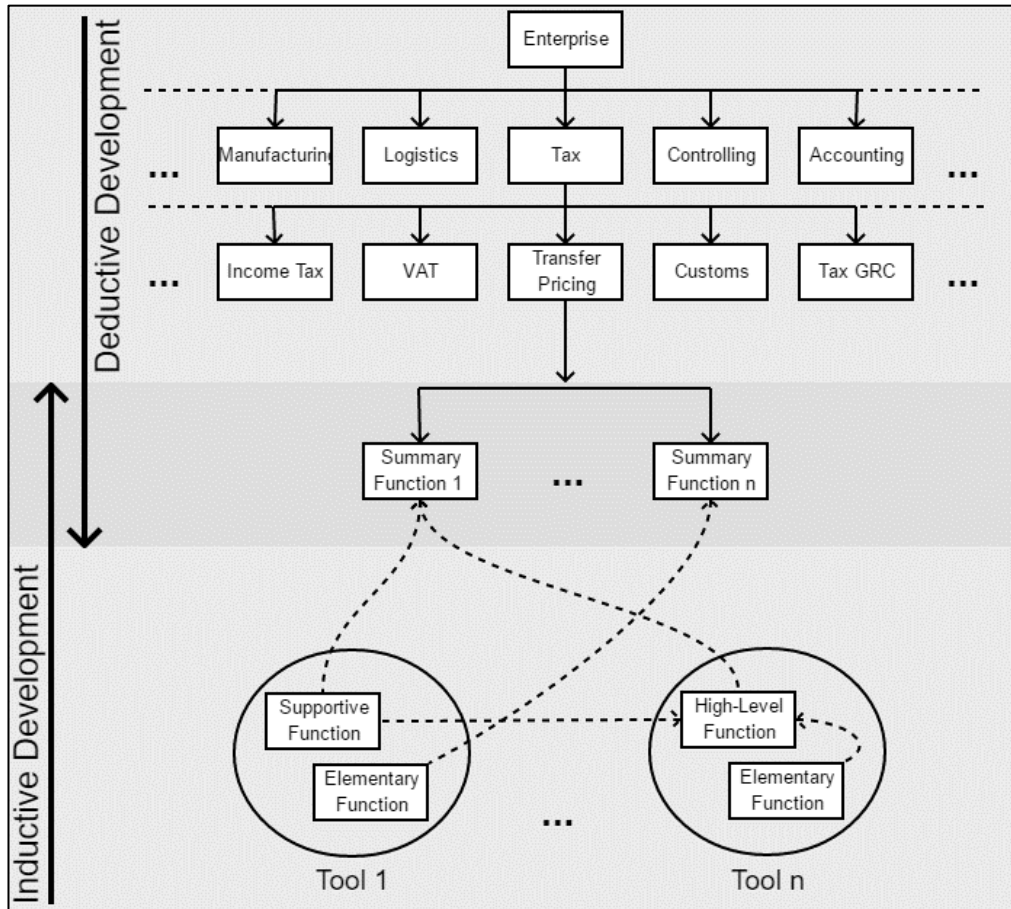 Deductive Development
Inductive Development
Enterprise
Manufacturing
Logistics
Tax
Controlling
Accounting
...
...
Income Tax
VAT
Transfer
Pricing
Customs
Tax GRC
...
...
Summary
Function 1
...
Summary
Function n
Supportive
Function
Elementary
Function
High-Level
Function
Elementary
Function
...
Tool 1
Tool n